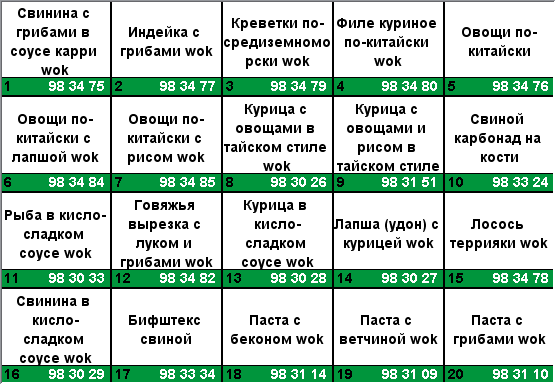 Свинина с
грибами в
соусе карри
wok
1 98 34 75
Индейка с
грибами wok
2 98 34 77
Креветки по-
средиземномо
рски wok
3 98 34 79
Филе куриное
по-китайски
wok
4 98 34 80
Овощи по-
китайски
5 98 34 76
Овощи по-
китайски с
лапшой wok
6 98 34 84
Овощи по-
китайски с
рисом wok
7 98 34 85
Курица с
овощами в
тайском стиле
wok
8 98 30 26
Курица с
овощами и
рисом в
тайском стиле
9 98 31 51
Свиной
карбонад на
кости
10 98 33 24
Рыба в кисло-
сладком
соусе wok
11 98 30 33
Говяжья
вырезка с
луком и
грибами wok
12 98 34 82
Курица в
кисло-
сладком
соусе wok
13 98 30 28
Лапша (удон) с
курицей wok
14 98 30 27
Лосось
террияки wok
15 98 34 78
Свинина в
кисло-
сладком
соусе wok
16 98 30 29
Бифштекс
свиной
17 98 33 34
Паста с
беконом wok
18 98 31 14
Паста с
ветчиной wok
19 98 31 09
Паста с
грибами wok
20 98 31 10